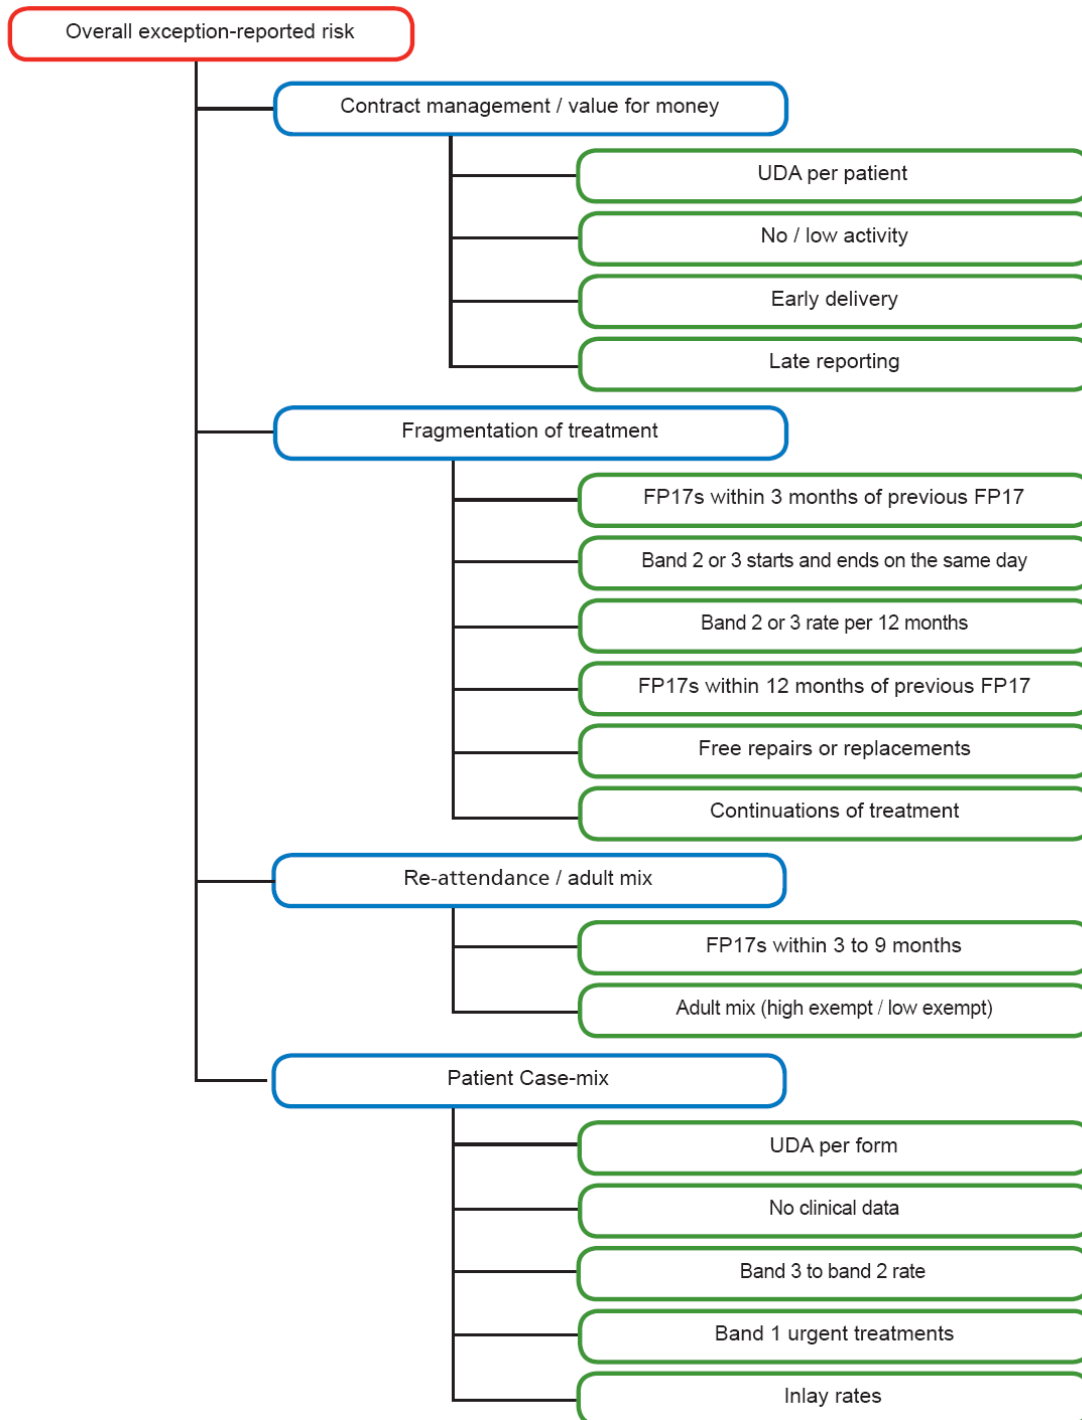 Overall exception-reported risk
Contract management / value for money
UDA per patient
No / low activity
Early delivery
Late reporting
Fragmentation of treatment
FP17s within 3 months of previous FP17
Band 2 or 3 starts and ends on the same day
Band 2 or 3 rate per 12 months
FP17s within 12 months of previous FP17
Free repairs or replacements
Continuations of treatment
Re-attendance / adult mix
FP17s within 3 to 9 months
Adult mix (high exempt / low exempt)
Patient Case-mix
UDA per form
No clinical data
Band 3 to band 2 rate
Band 1 urgent treatments
Inlay rates